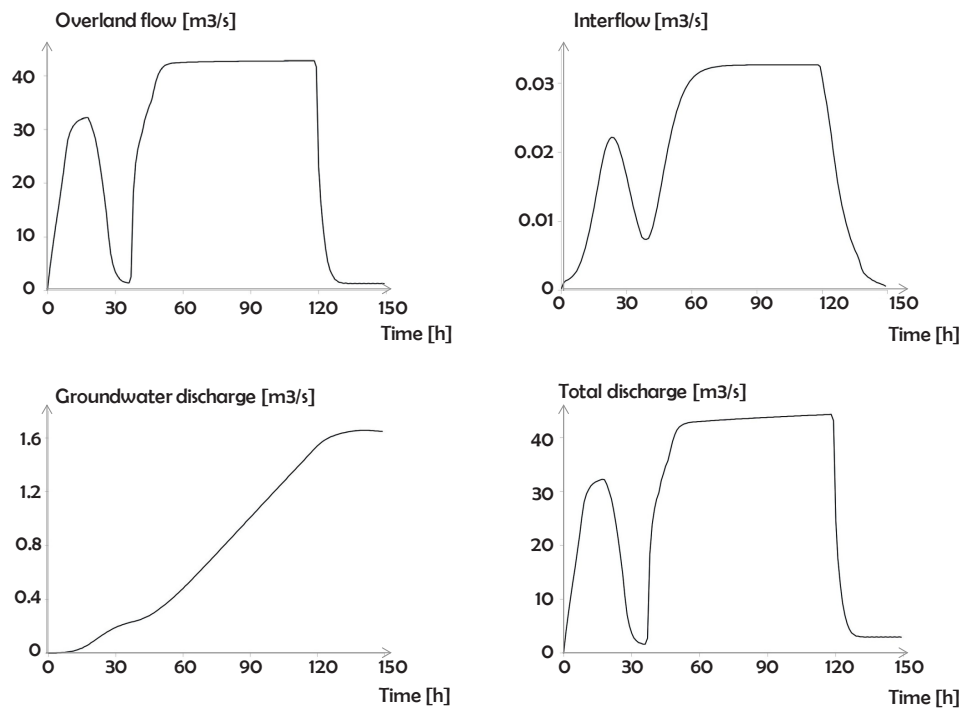 Overland flow [m3/s]
40
30
20
10
0
0 30 60 90 120 150
Time [h]
Interflow [m3/s]
0.03
0.02
0.01
0
0 30 60 90 120 150
Time [h]
Groundwater discharge [m3/s]
1.6
1.2
0.8
0.4
0
0 30 60 90 120 150
Time [h]
Total discharge [m3/s]
40
30
20
10
0
0 30 60 90 120 150
Time [h]